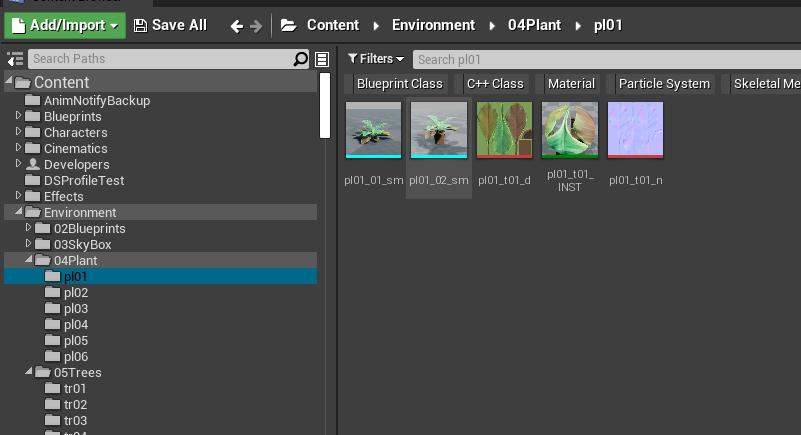 Add/Import
Save All
Content
Environment
04Plant
pl01
Search Paths
Content
AnimNotifyBackup
Blueprints
Characters
Cinematics
Developers
DSProfileTest
Effects
Environment
02Blueprints
03SkyBox
04Plant
pl01
pl02
pl03
pl04
pl05
pl06
05Trees
tr01
tr02
tr03
Filters
Search pl01
Blueprint Class
C++ Class
Material
Particle System
Skeletal Me
pl01_01_sm
pl01_02_sm
pl01_t01_d
pl01_t01_
INST
pl01_t01_n